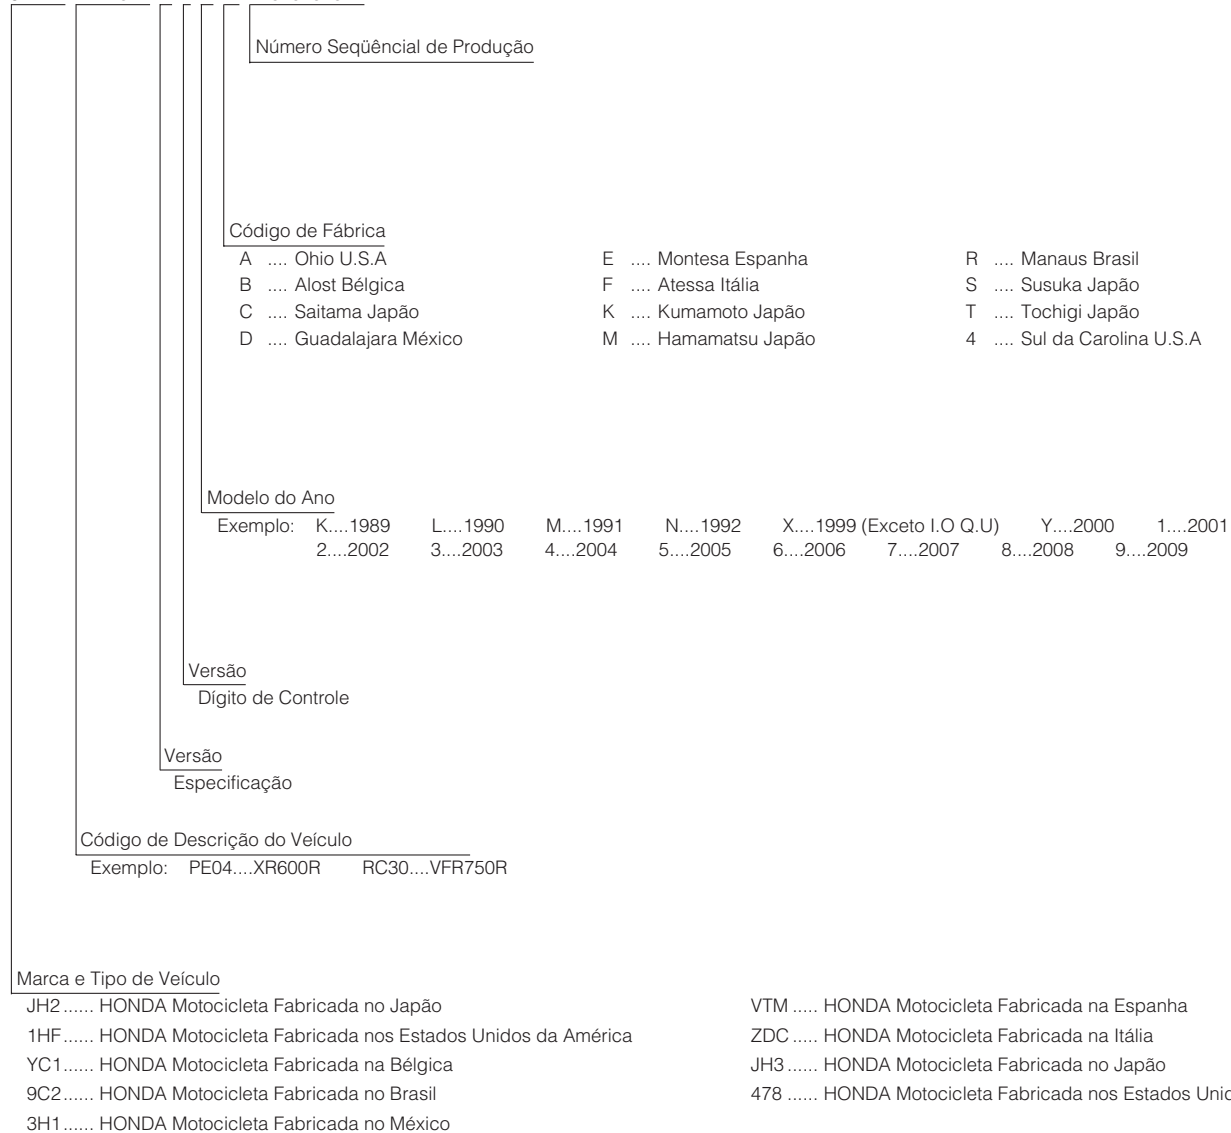 Número Seqüêncial de Produção
Código de Fábrica
A .... Ohio U.S.A E .... Montesa Espanha R .... Manaus Brasil
B .... Alost Bélgica F .... Atessa Itália S .... Susuka Japão
C .... Saitama Japão K .... Kumamoto Japão T .... Tochigi Japão
D .... Guadalajara México M .... Hamamatsu Japão 4 .... Sul da Carolina U.S.A
Modelo do Ano
Exemplo: K....1989 L....1990 M....1991 N....1992 X....1999 (Exceto I.O Q.U) Y....2000 1....2001
2....2002 3....2003 4....2004 5....2005 6....2006 7....2007 8....2008 9....2009
Versão
Dígito de Controle
Versão
Especificação
Código de Descrição do Veículo
Exemplo: PE04....XR600R RC30....VFR750R
Marca e Tipo de Veículo
JH2...... HONDA Motocicleta Fabricada no Japão VTM ..... HONDA Motocicleta Fabricada na Espanha
1HF...... HONDA Motocicleta Fabricada nos Estados Unidos da América ZDC ..... HONDA Motocicleta Fabricada na Itália
YC1...... HONDA Motocicleta Fabricada na Bélgica JH3...... HONDA Motocicleta Fabricada no Japão
9C2...... HONDA Motocicleta Fabricada no Brasil 478 ...... HONDA Motocicleta Fabricada nos Estados
3H1...... HONDA Motocicleta Fabricada no México